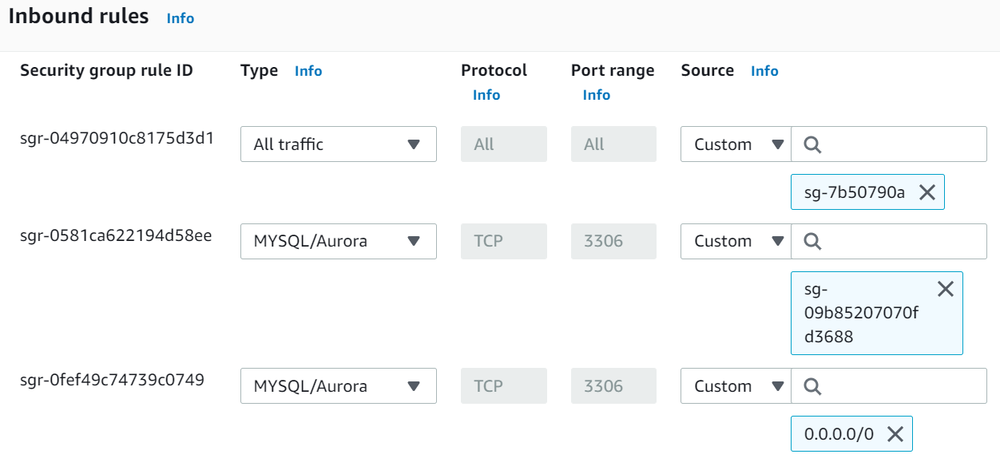 Inbound rules Info
Security group rule ID Type Info Protocol Info Port range Info Source Info
sgr-04970910c8175d3d1 All traffic All All Custom
sg-7b50790a
sgr-0581ca622194d58ee MYSQL/Aurora TCP 3306 Custom
sg-
09b85207070f
d3688
sgr-0fef49c74739c0749 MYSQL/Aurora TCP 3306 Custom
0.0.0.0/0